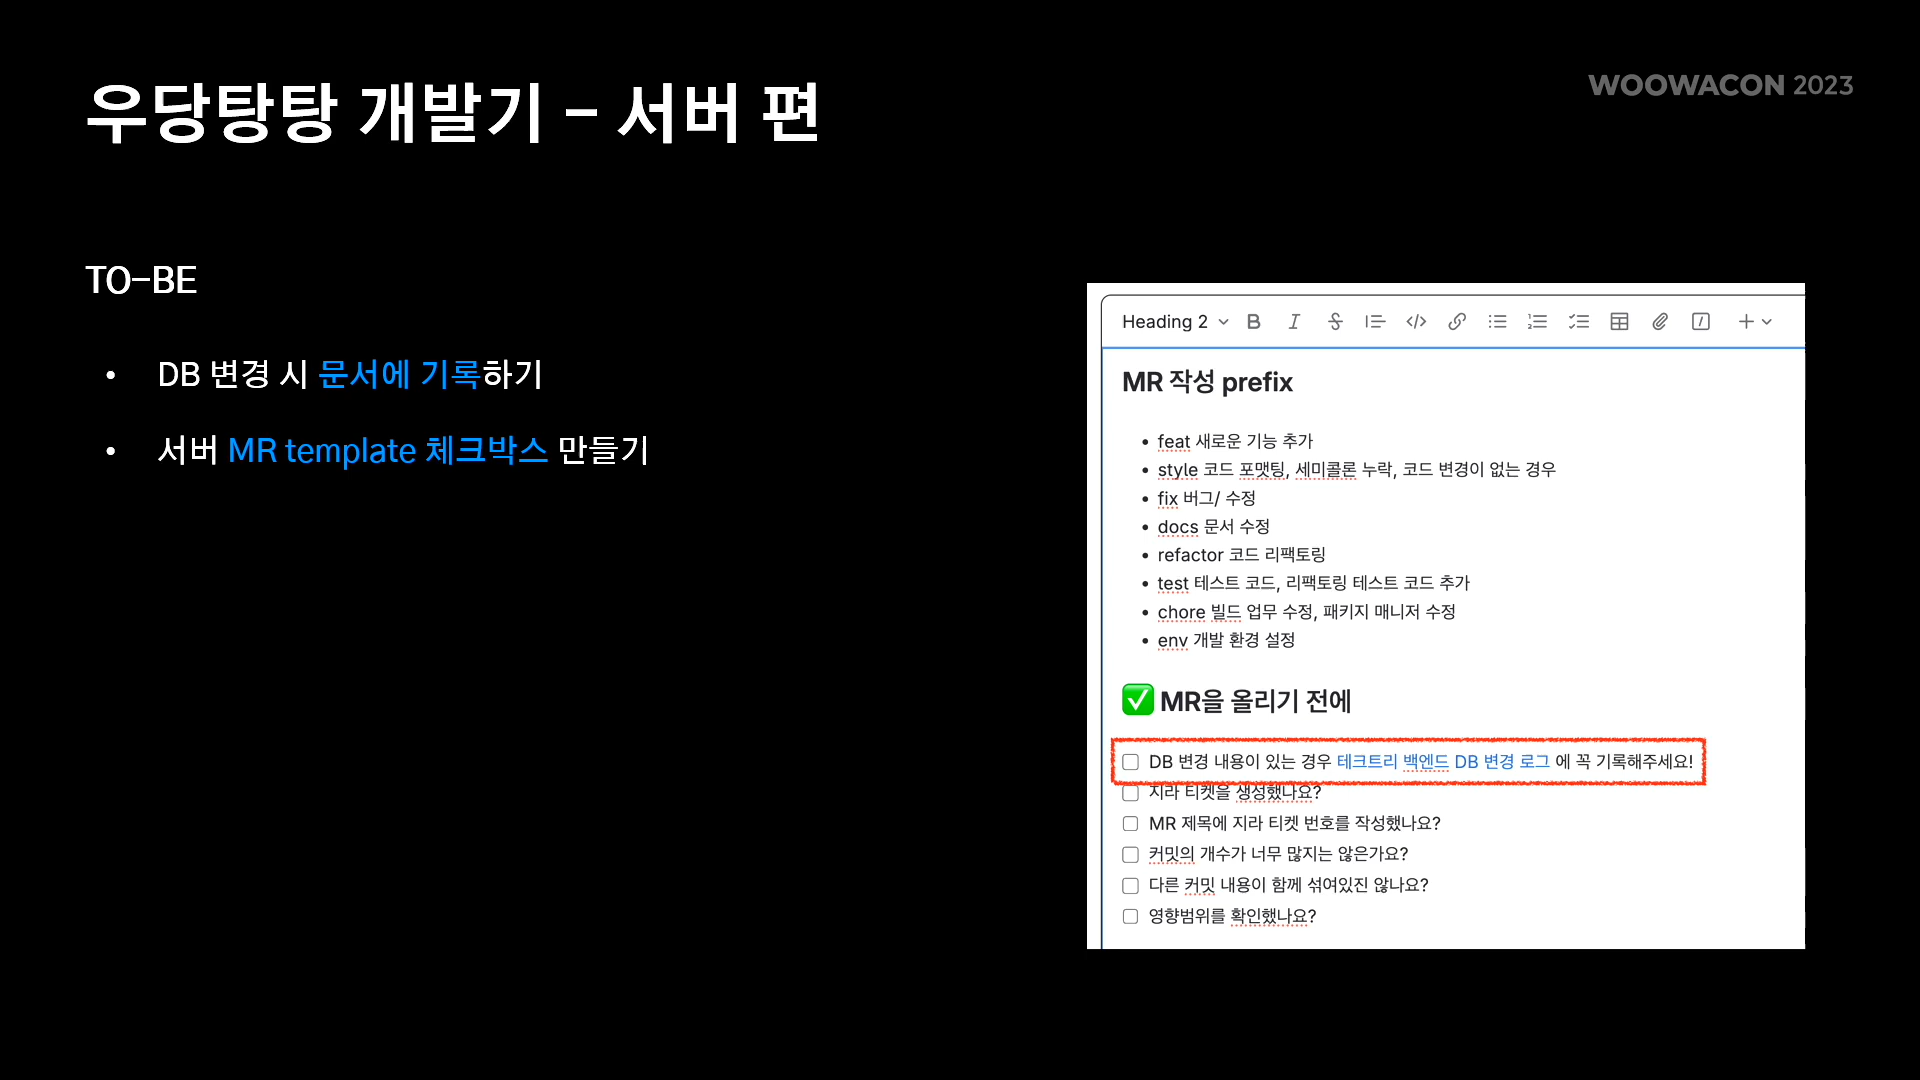 우당탕탕 개발기 - 서버 편
WOOWACON 2023
TO-BE
• DB 변경 시 문서에 기록하기
• 서버 MR template 체크박스 만들기
Heading 2
MR 작성 prefix
• feat 새로운 기능 추가
• style 코드 포맷팅, 세미콜론 누락, 코드 변경이 없는 경우
• fix 버그/ 수정
• docs 문서 수정
• refactor 코드 리팩토링
• test 테스트 코드, 리팩토링 테스트 코드 추가
• chore 빌드 업무 수정, 패키지 매니저 수정
• env 개발 환경 설정
✅ MR을 올리기 전에
DB 변경 내용이 있는 경우 테크트리 백엔드 DB 변경 로그 에 꼭 기록해주세요!
지라 티켓을 생성했나요?
MR 제목에 지라 티켓 번호를 작성했나요?
커밋의 개수가 너무 많지는 않은가요?
다른 커밋 내용이 함께 섞여있진 않나요?
영향범위를 확인했나요?